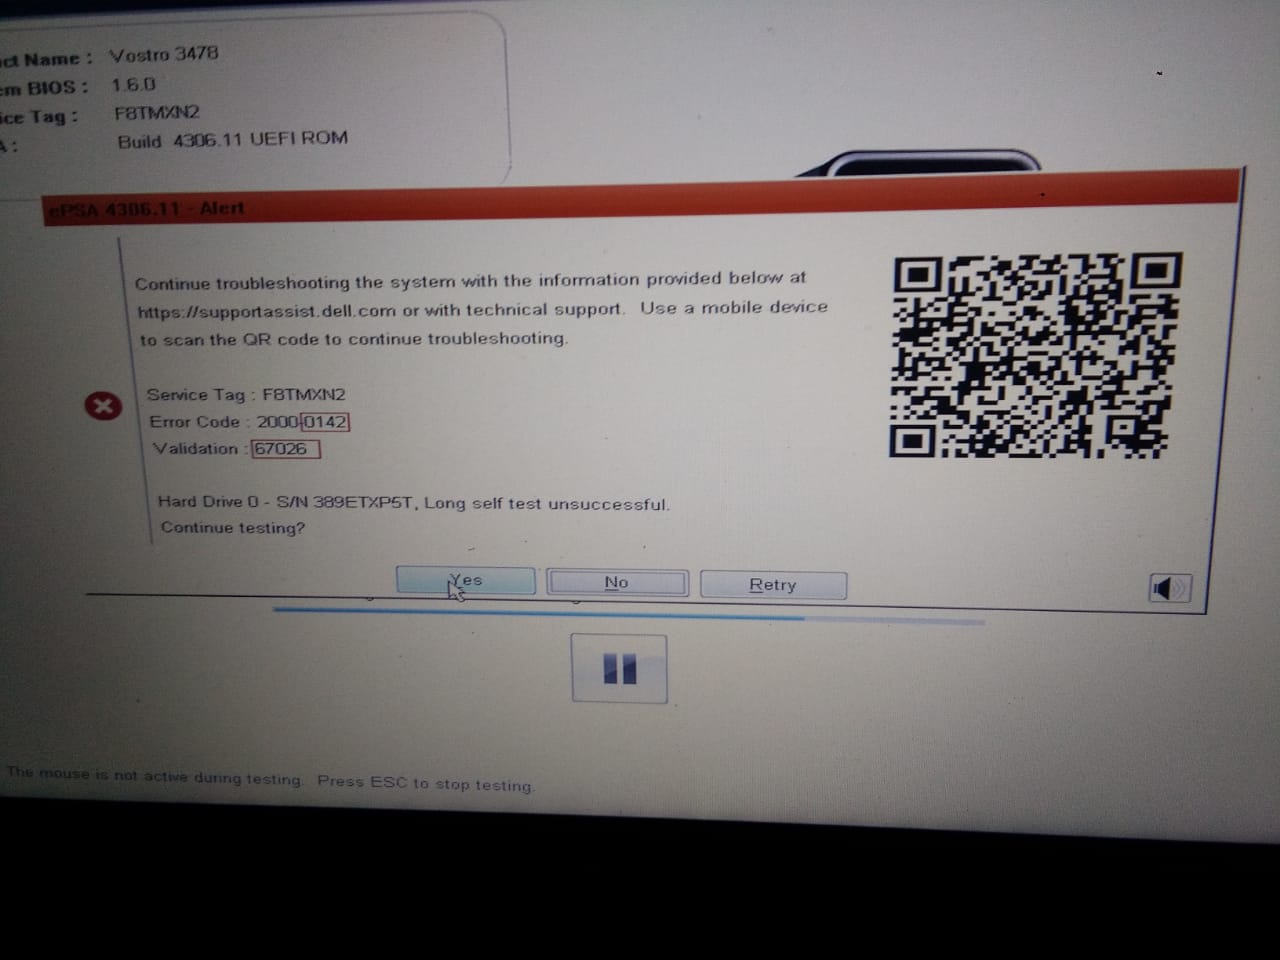 Name : Vostro 3478
BIOS : 1.6.0
Tag : F8TMXN2
: Build 4306.11 UEFI ROM
ePSA 4306.11 - Alert
Continue troubleshooting the system with the information provided below at
https://supportassist.dell.com or with technical support. Use a mobile device
to scan the QR code to continue troubleshooting.
Service Tag : F8TMXN2
Error Code : 2000-0142
Validation : 67026
Hard Drive 0 - S/N 389ETXP5T, Long self test unsuccessful.
Continue testing?
Yes No Retry
The mouse is not active during testing. Press ESC to stop testing.